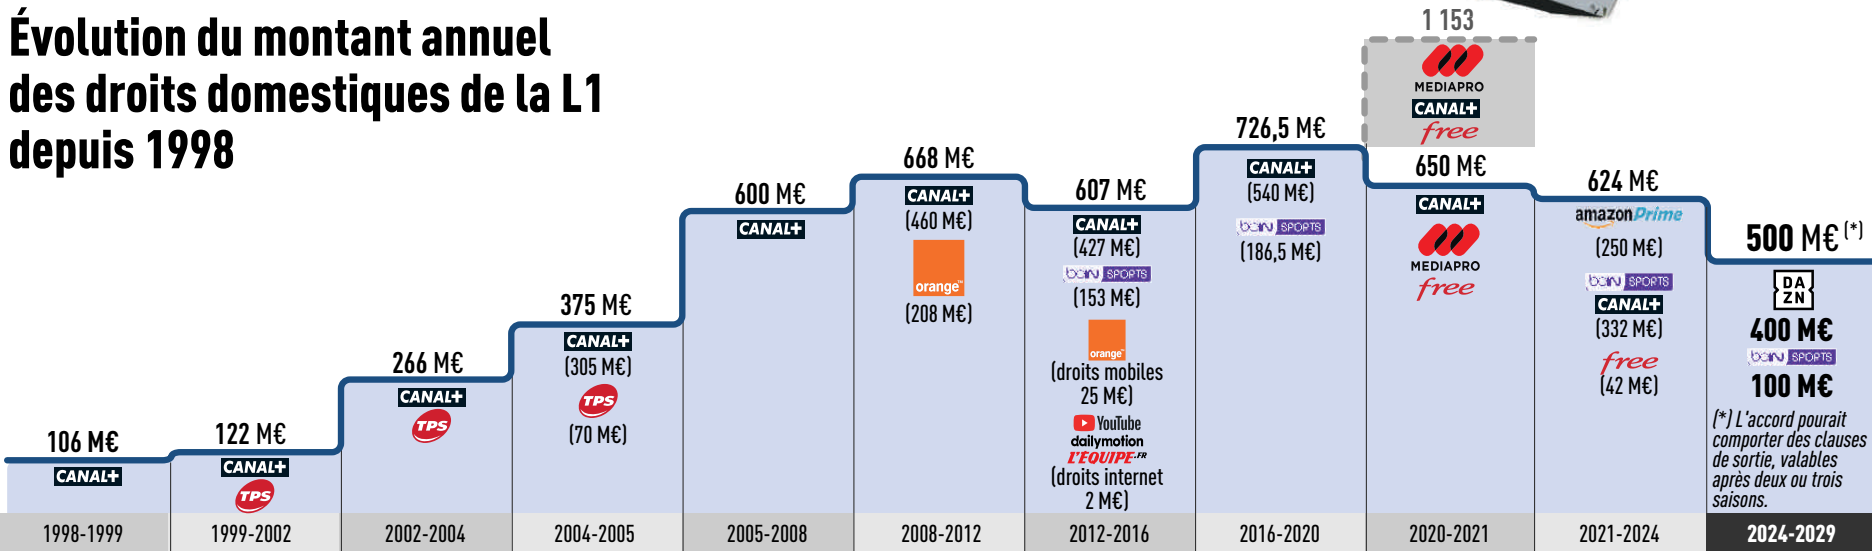 Évolution du montant annuel
des droits domestiques de la L1
depuis 1998
106 M€
CANAL+
1998-1999
122 M€
CANAL+
TPS
1999-2002
266 M€
CANAL+
TPS
2002-2004
375 M€
CANAL+
(305 M€)
TPS
(70 M€)
2004-2005
600 M€
CANAL+
2005-2008
668 M€
CANAL+
(460 M€)
orange™
(208 M€)
2008-2012
607 M€
CANAL+
(427 M€)
beIN SPORTS
(153 M€)
orange™
(droits mobiles
25 M€)
YouTube
dailymotion
L'ÉQUIPE.FR
(droits internet
2 M€)
2012-2016
726,5 M€
CANAL+
(540 M€)
beIN SPORTS
(186,5 M€)
2016-2020
1 153
MEDIAPRO
CANAL+
free
650 M€
CANAL+
MEDIAPRO
free
2020-2021
624 M€
amazon Prime
(250 M€)
beIN SPORTS
CANAL+
(332 M€)
free
(42 M€)
2021-2024
500 M€ (*)
DA
ZN
400 M€
beIN SPORTS
100 M€
(*) L'accord pourait
comporter des clauses
de sortie, valables
après deux ou trois
saisons.
2024-2029